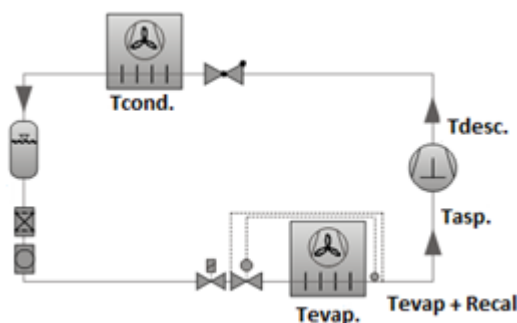 Tcond.
Tdesc.
Tasp.
Tevap.
Tevap + Recal